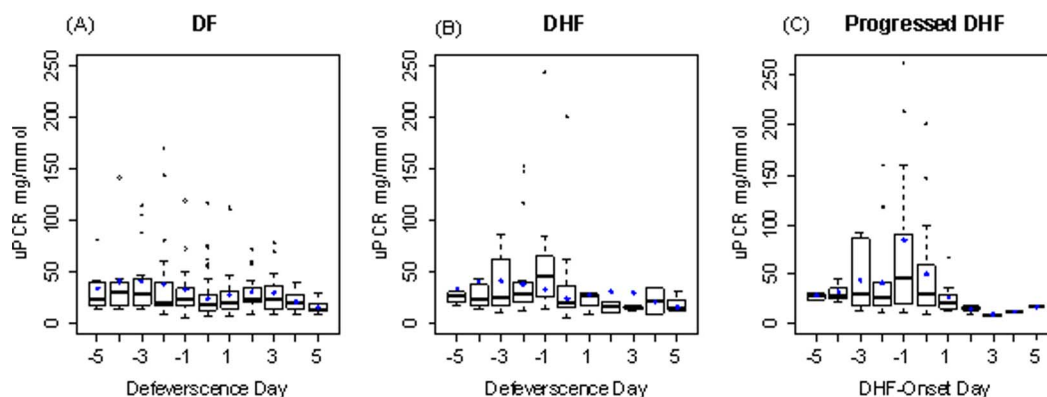 (A) DF
(B) DHF
(C) Progressed DHF
uPCR mg/mmol
250
200
150
100
50
0
-5 -3 -1 1 3 5
Defeverscence Day
uPCR mg/mmol
250
200
150
100
50
0
-5 -3 -1 1 3 5
Defeverscence Day
uPCR mg/mmol
250
200
150
100
50
0
-5 -3 -1 1 3 5
DHF-Onset Day